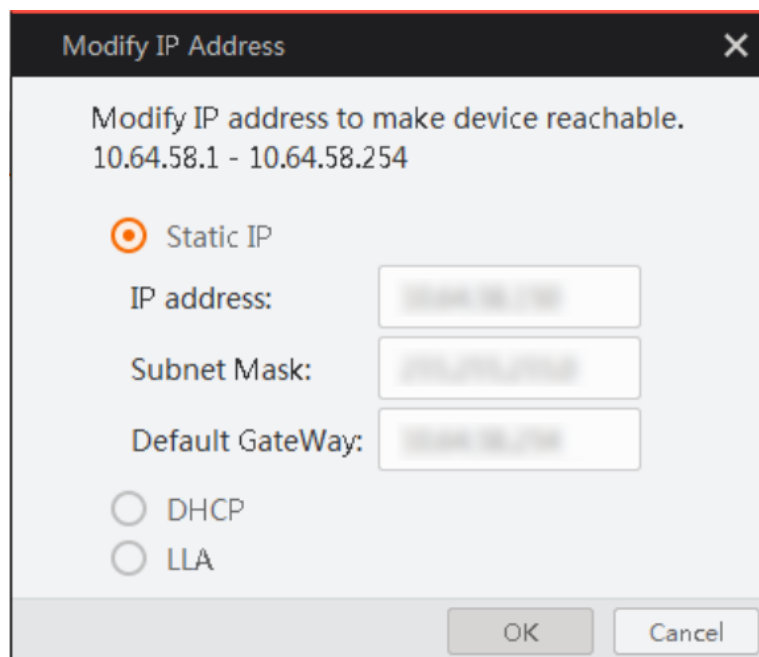 Modify IP Address
Modify IP address to make device reachable.
10.64.58.1 - 10.64.58.254
Static IP
IP address:
Subnet Mask:
Default GateWay:
DHCP
LLA
OK Cancel